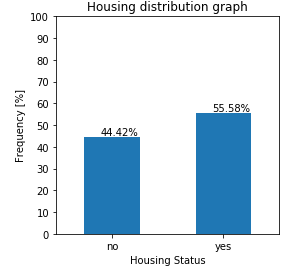 Housing distribution graph
Frequency [%]
100
90
80
70
60
50
40
30
20
10
0
44.42%
55.58%
no
yes
Housing Status